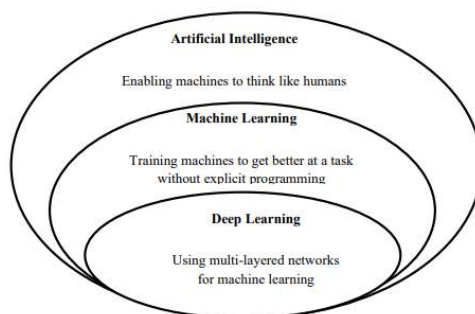 Artificial Intelligence
Enabling machines to think like humans
Machine Learning
Training machines to get better at a task
without explicit programming
Deep Learning
Using multi-layered networks
for machine learning